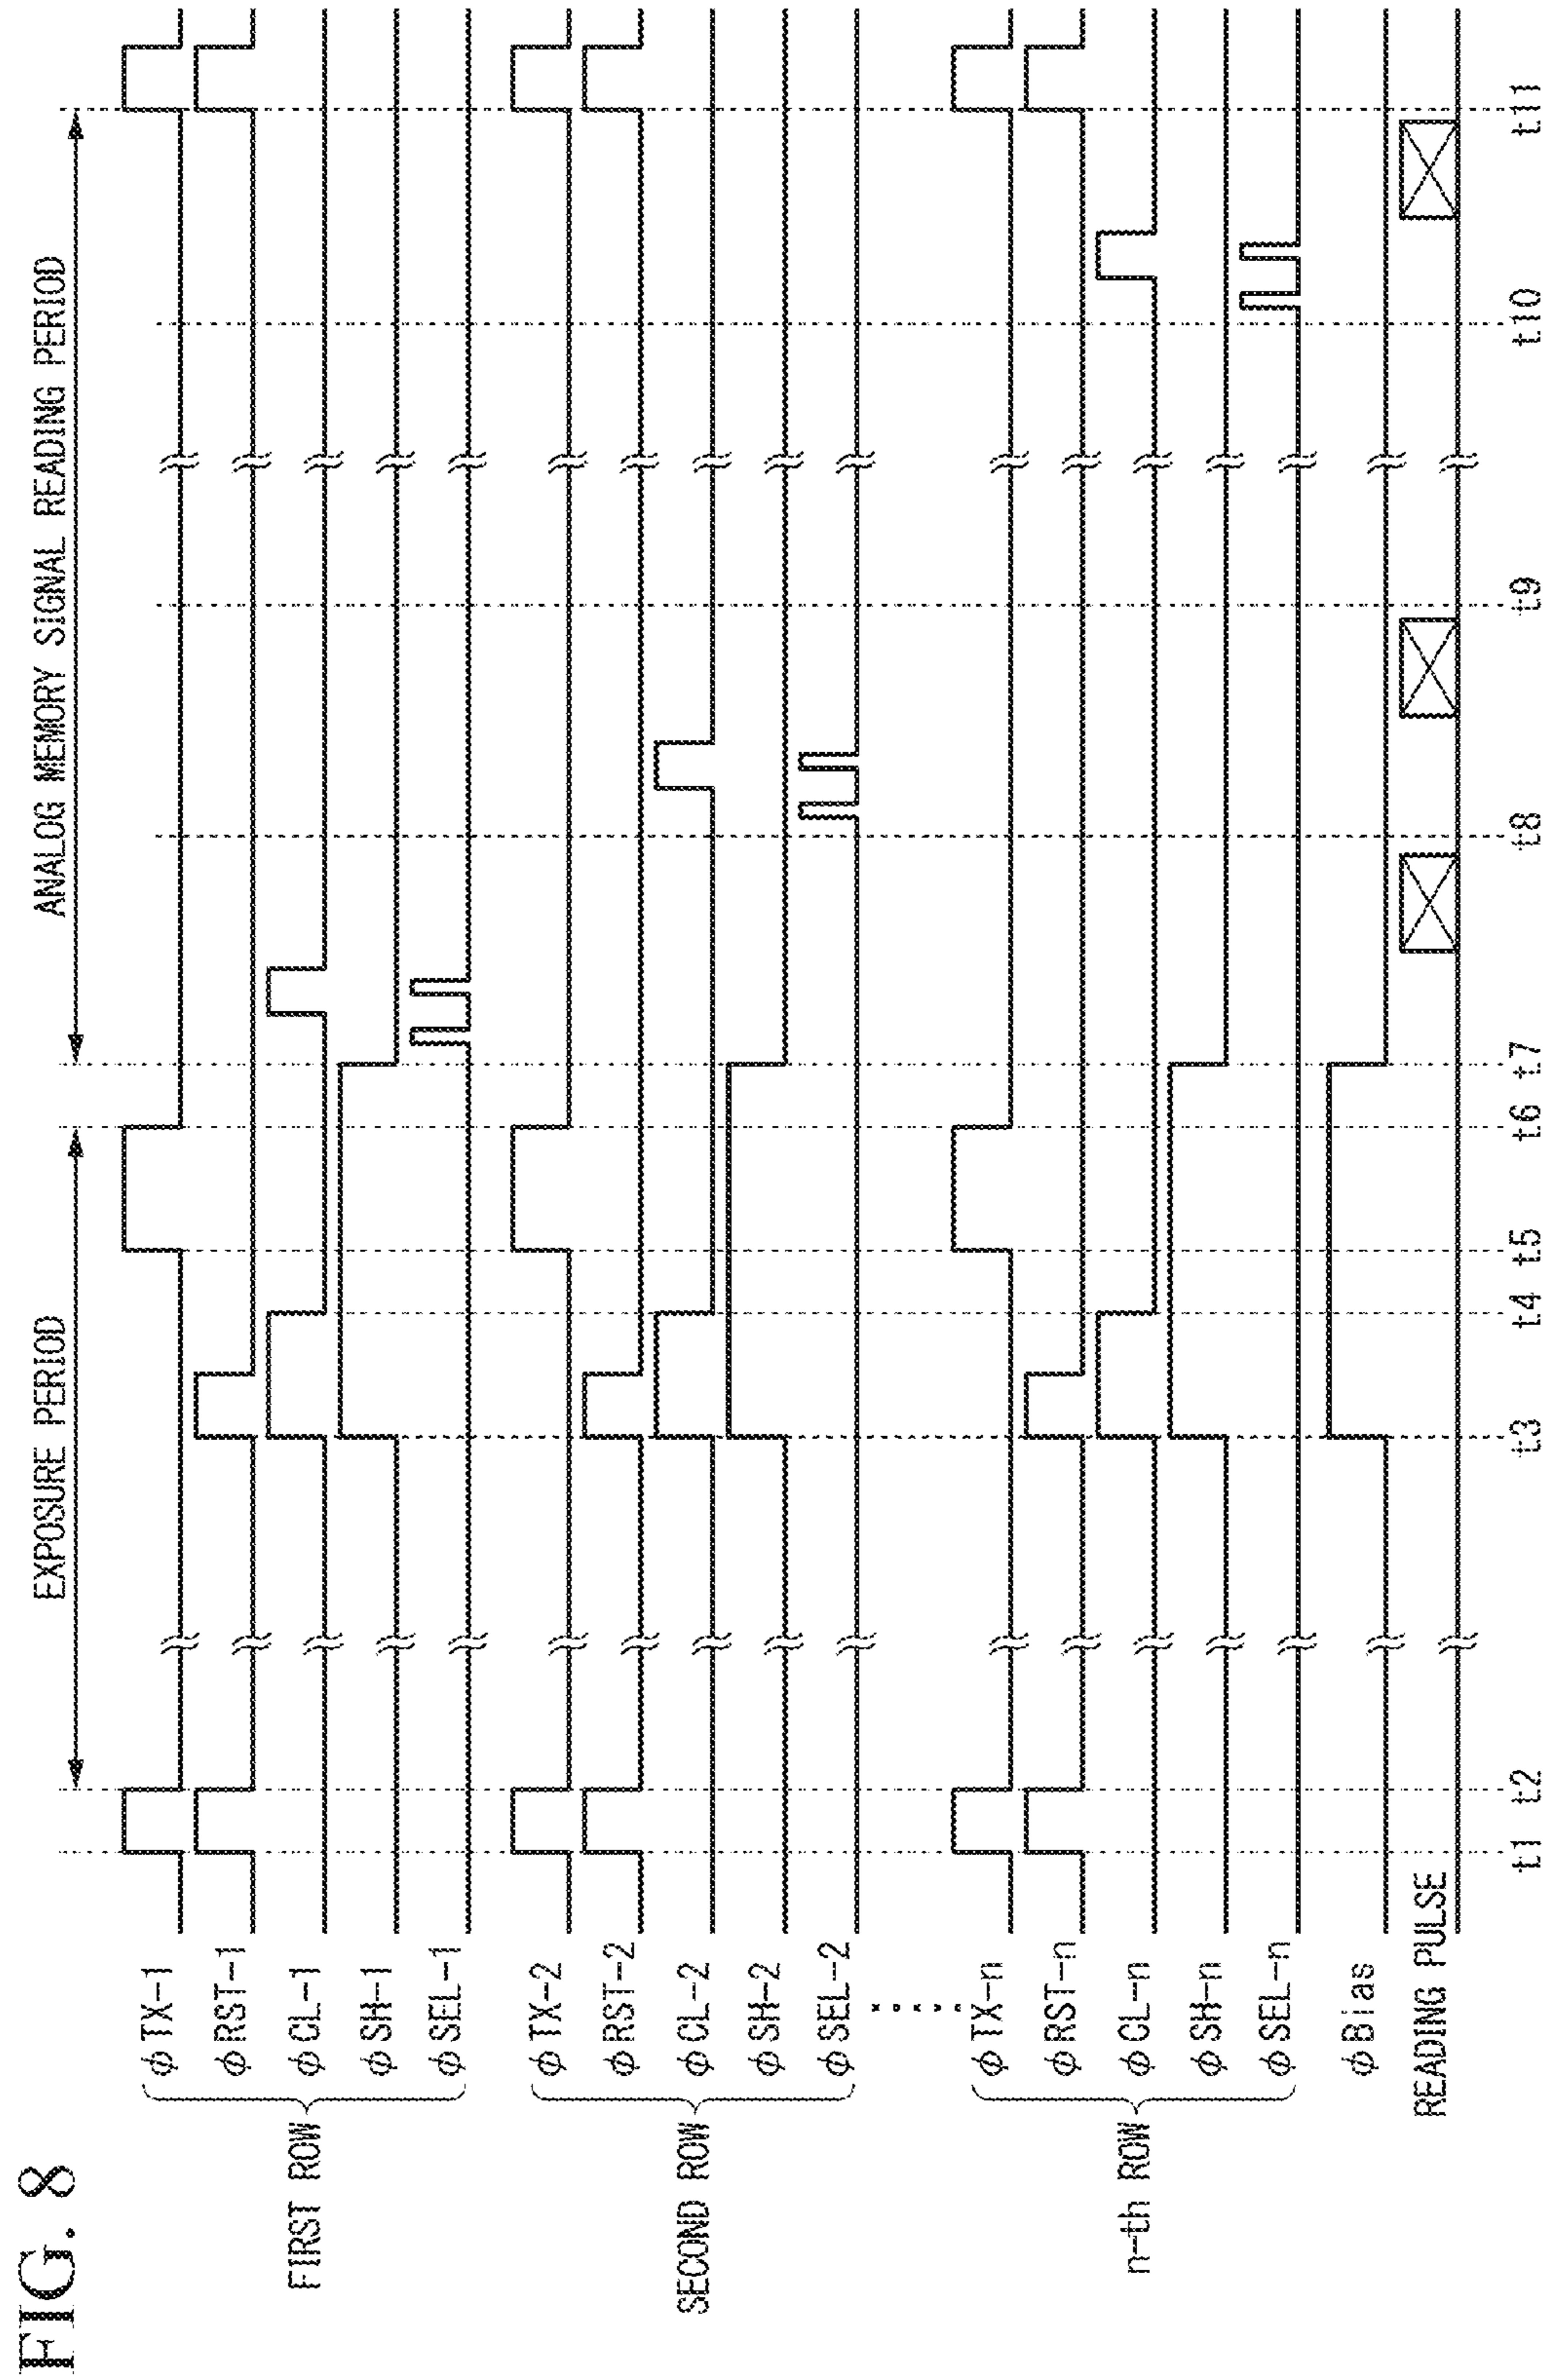 FIG. 8
EXPOSURE PERIOD
ANALOG MEMORY SIGNAL READING PERIOD
FIRST ROW
φTX-1
φRST-1
φCL-1
φSH-1
φSEL-1
SECOND ROW
φTX-2
φRST-2
φCL-2
φSH-2
φSEL-2
n-th ROW
φTX-n
φRST-n
φCL-n
φSH-n
φSEL-n
φBias
READING PULSE
t1 t2 t3 t4 t5 t6 t7 t8 t9 t10 t11